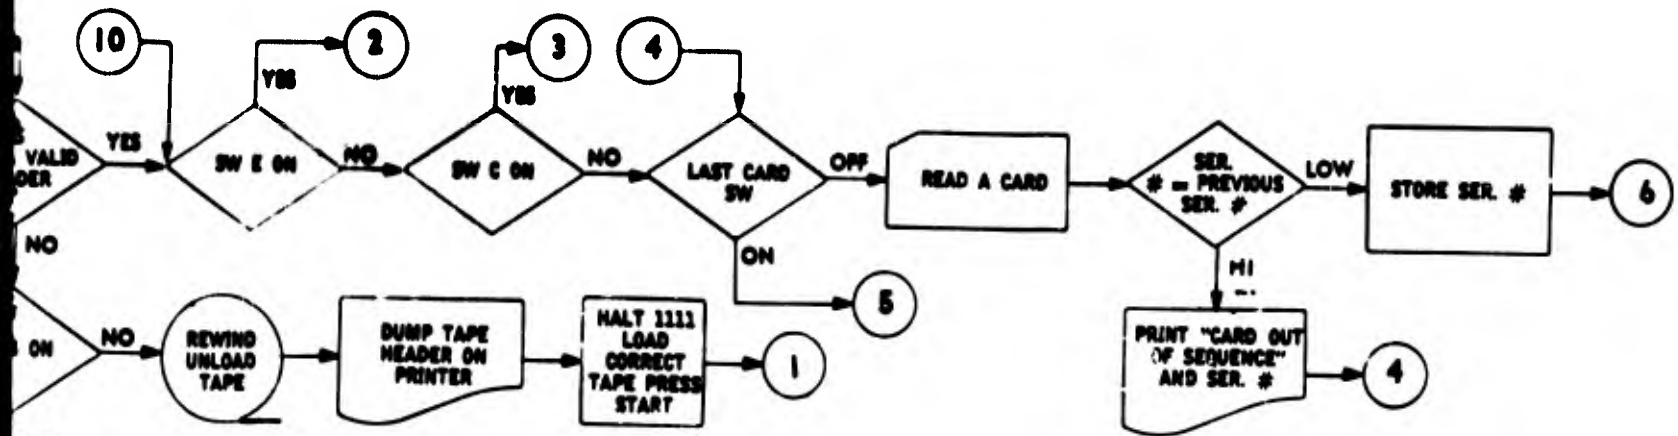 10
2
3
4
YES
YES
YES
VALID
SW E ON
NO
SW C ON
NO
LAST CARD
SW
OFF
READ A CARD
SER.
# = PREVIOUS
SER. #
LOW
STORE SER. #
6
NO
ON
5
HI
ON
NO
REWIND
UNLOAD
TAPE
DUMP TAPE
HEADER ON
PRINTER
HALT 1111
LOAD
CORRECT
TAPE PRESS
START
1
PRINT "CARD OUT
OF SEQUENCE"
AND SER. #
4